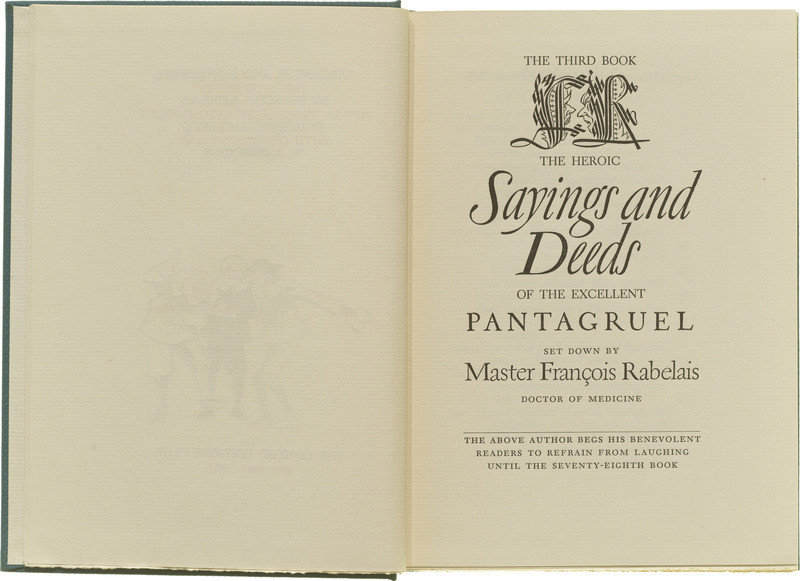 THE THIRD BOOK
THE HEROIC
Sayings and
Deeds
OF THE EXCELLENT
PANTAGRUEL
SET DOWN BY
Master François Rabelais
DOCTOR OF MEDICINE
THE ABOVE AUTHOR BEGS HIS BENEVOLENT
READERS TO REFRAIN FROM LAUGHING
UNTIL THE SEVENTY-EIGHTH BOOK